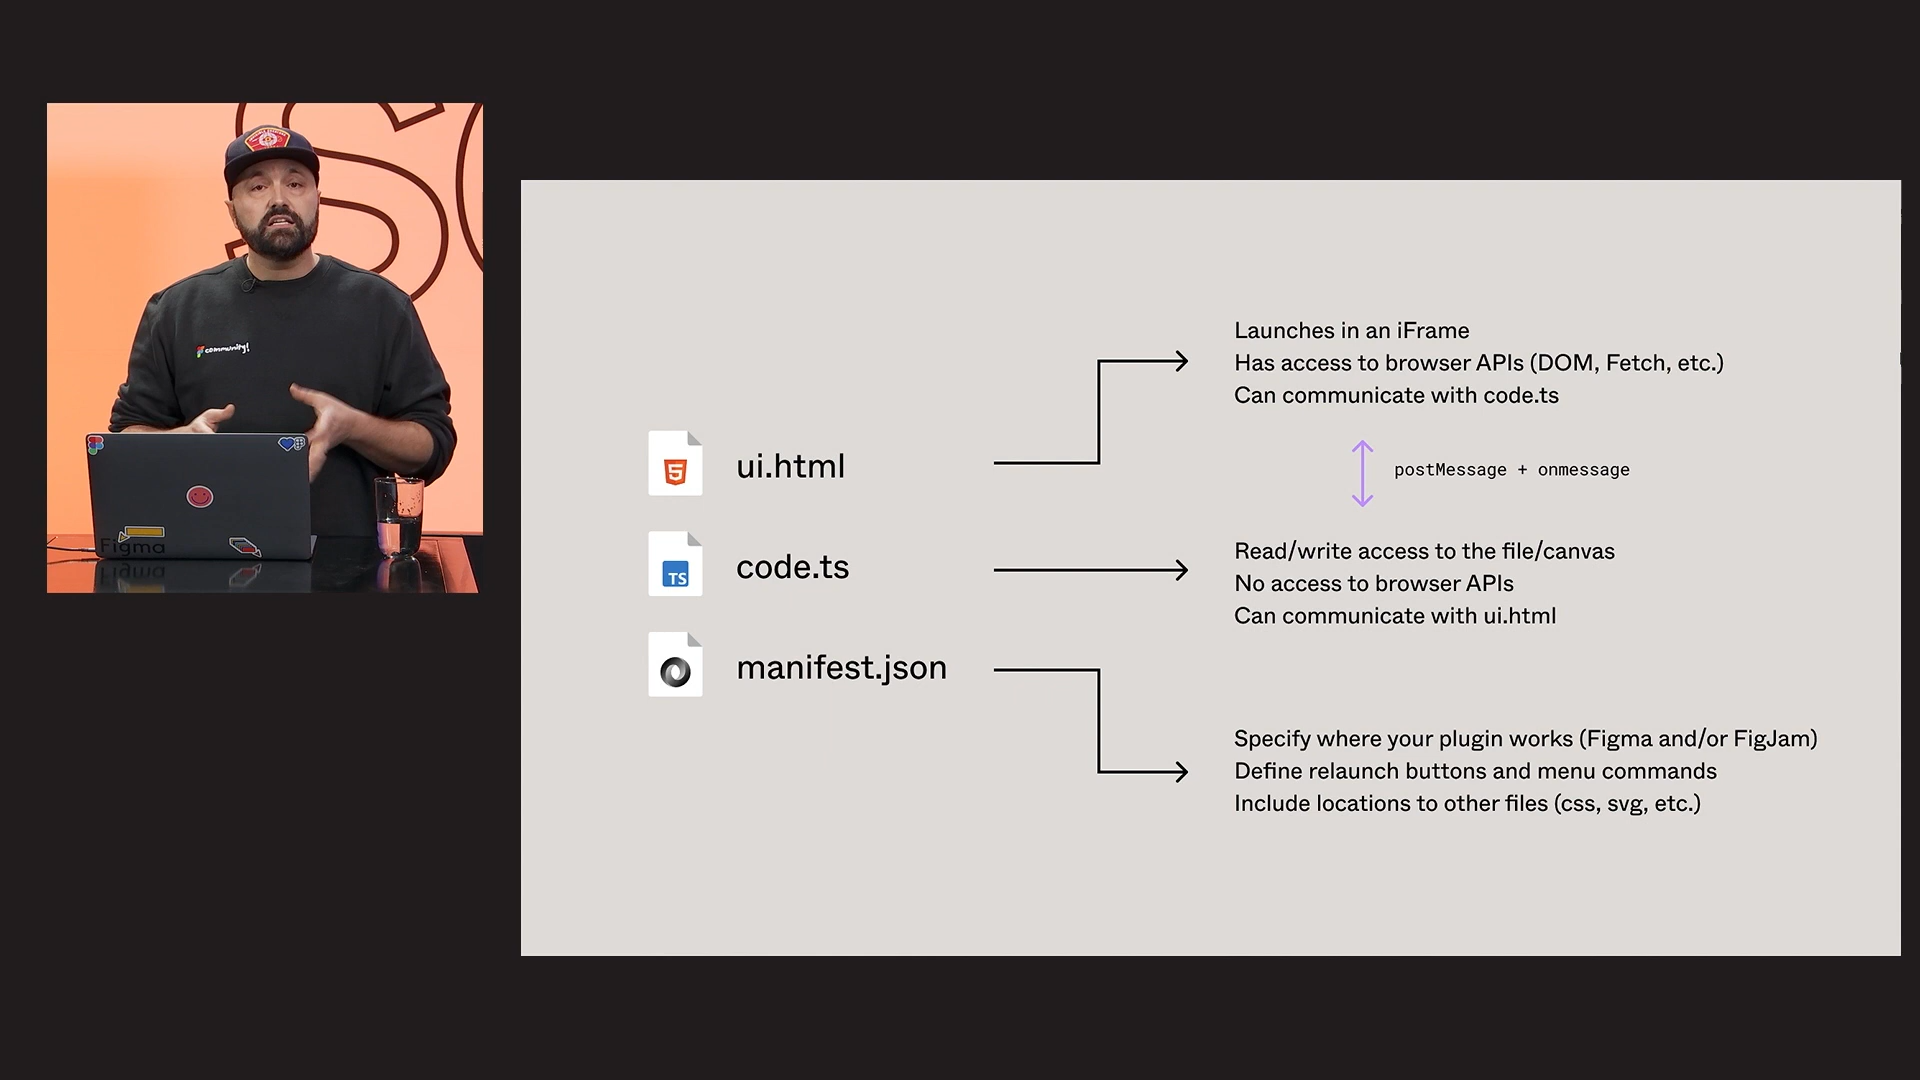 community!
Figma
ui.html
Launches in an iFrame
Has access to browser APIs (DOM, Fetch, etc.)
Can communicate with code.ts
postMessage + onmessage
TS
code.ts
Read/write access to the file/canvas
No access to browser APIs
Can communicate with ui.html
manifest.json
Specify where your plugin works (Figma and/or FigJam)
Define relaunch buttons and menu commands
Include locations to other files (css, svg, etc.)